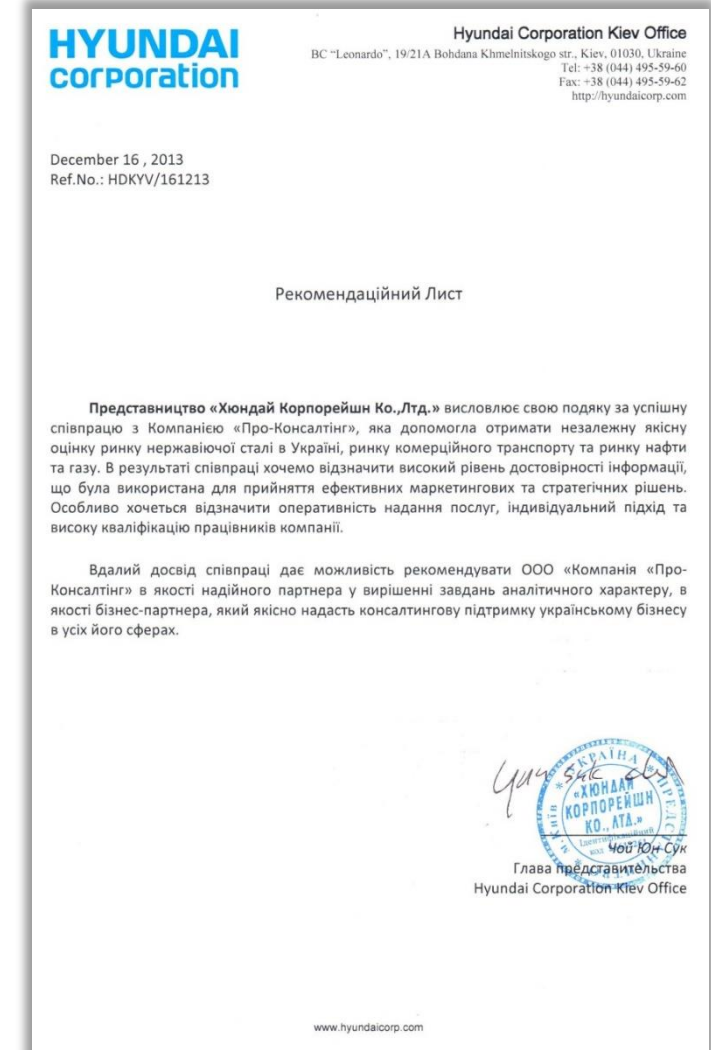 HYUNDAI
corporation
Hyundai Corporation Kiev Office
BC "Leonardo", 19/21A Bohdana Khmelnitskogo str., Kiev, 01030, Ukraine
Tel: +38 (044) 495-59-60
Fax: +38 (044) 495-59-62
http://hyundaicorp.com
December 16 , 2013
Ref.No.: HDKYV/161213
Рекомендаційний Лист
Представництво «Хюндай Корпорейшн Ко.,Лтд.» висловлює свою подяку за успішну
співпрацю з Компанією «Про-Консалтінг», яка допомогла отримати незалежну якісну
оцінку ринку нержавіючої сталі в Україні, ринку комерційного транспорту та ринку нафти
та газу. В результаті співпраці хочемо відзначити високий рівень достовірності інформації,
що була використана для прийняття ефективних маркетингових та стратегічних рішень.
Особливо хочеться відзначити оперативність надання послуг, індивідуальний підхід та
високу кваліфікацію працівників компанії.
Вдалий досвід співпраці дає можливість рекомендувати ООО «Компанія «Про-
Консалтінг» в якості надійного партнера у вирішенні завдань аналітичного характеру, в
якості бізнес-партнера, який якісно надасть консалтингову підтримку українському бізнесу
в усіх його сферах.
УКРАЇНА
ПРЕДСТАВНИЦТВО
м. Київ
«ХЮНДАЙ
КОРПОРЕЙШН
КО., ЛТД.»
Ідентифікаційний
код
Чой Юн Сук
Глава представительства
Hyundai Corporation Kiev Office
www.hyundaicorp.com